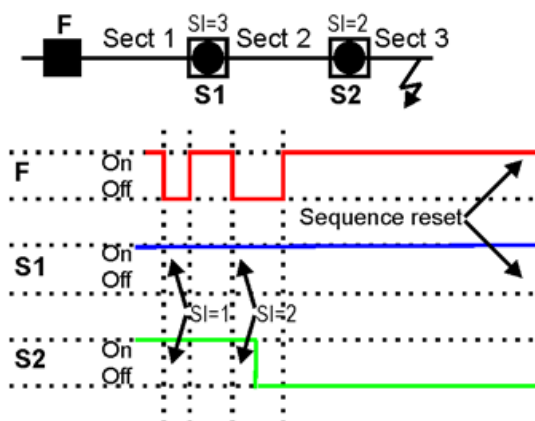 F
Sect 1
SI=3
Sect 2
SI=2
Sect 3
S1
S2
F
On
Off
Sequence reset
S1
On
Off
SI=1
SI=2
S2
On
Off